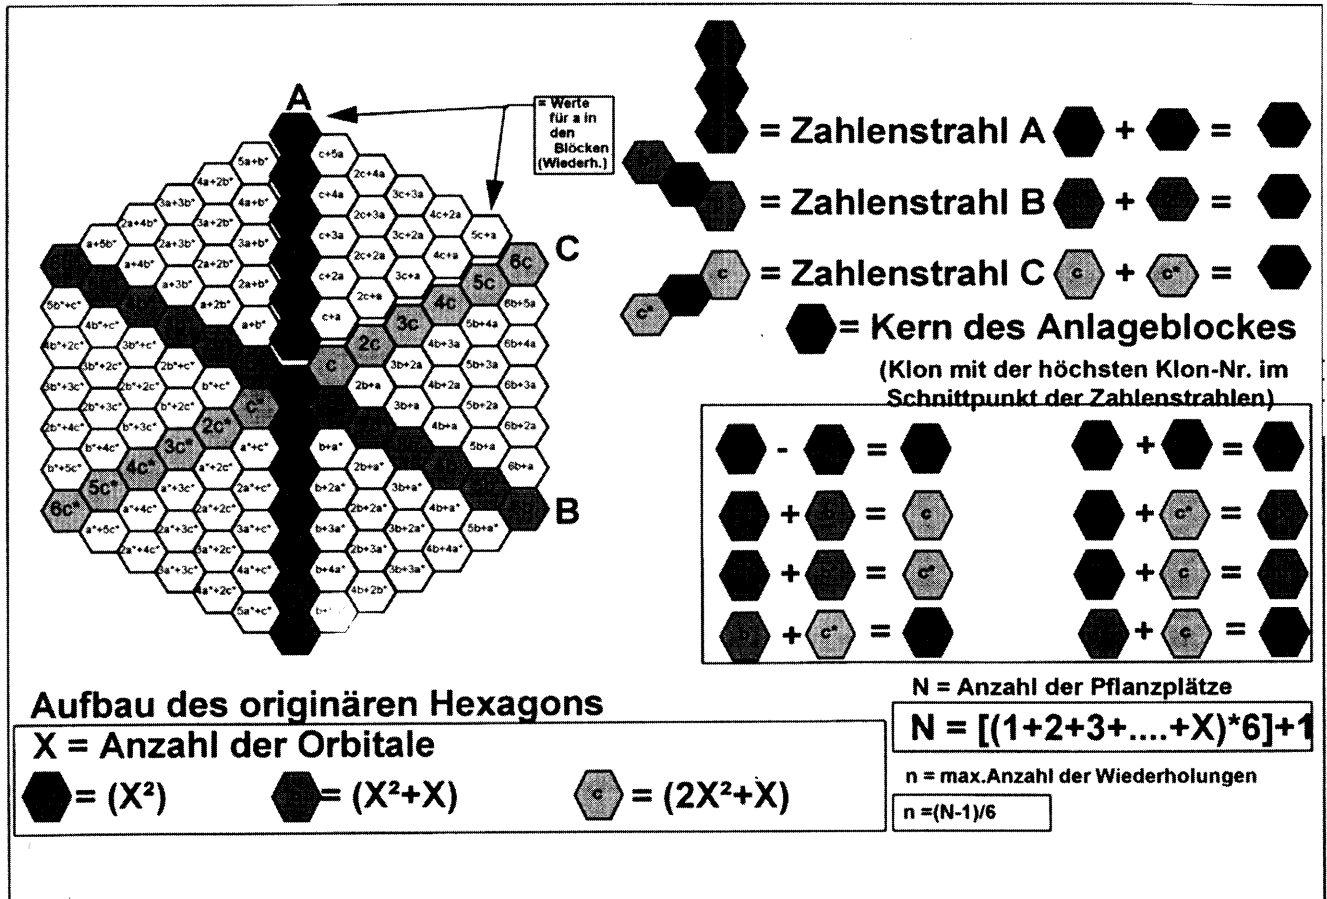 A
= Werte
für a in
den
Blöcken
(Wiederh.)
C
B
5b*+c*
4b*+2c*
3b*+3c*
2b*+4c*
b*+5c*
6c*
a+5b*
4b*+c*
3b*+2c*
2b*+3c*
b*+4c*
5c*
a*+5c*
2a+4b*
a+4b*
3b*+c*
2b*+2c*
b*+3c*
4c*
a*+4c*
2a*+4c*
3a+3b*
2a+3b*
a+3b*
b*+2c*
3c*
a*+3c*
2a*+3c*
3a*+3c*
4a+2b*
3a+2b*
2a+2b*
a+2b*
b*+c*
2c*
a*+2c*
2a*+2c*
3a*+2c*
4a*+2c*
5a+b*
4a+b*
3a+b*
2a+b*
a+b*
c*
a*+c*
2a*+c*
3a*+c*
4a*+c*
5a*+c*
c+5a
c+4a
c+3a
c+2a
c+a
c
b+a*
b+2a*
b+3a*
b+4a*
2c+4a
2c+3a
2c+2a
2c+a
2c
2b+a
2b+a*
2b+2a*
2b+3a*
4b+2b*
3c+3a
3c+2a
3c+a
3c
3b+2a
3b+a
3b+a*
3b+2a*
3b+3a*
4c+2a
4c+a
4c
4b+3a
4b+2a
4b+a
4b+a*
4b+4a*
5c+a
5c
5b+4a
5b+3a
5b+2a
5b+a
5b+a*
6c
6b+5a
6b+4a
6b+3a
6b+2a
6b+a
= Zahlenstrahl A + =
= Zahlenstrahl B + =
c* c = Zahlenstrahl C c + c* =
= Kern des Anlageblockes
(Klon mit der höchsten Klon-Nr. im
Schnittpunkt der Zahlenstrahlen)
- = + =
+ = c + c* =
+ = c* + c =
+ c* = + c =
Aufbau des originären Hexagons
X = Anzahl der Orbitale
= (X²) = (X²+X) c = (2X²+X)
N = Anzahl der Pflanzplätze
N = [(1+2+3+....+X)*6]+1
n = max.Anzahl der Wiederholungen
n =(N-1)/6